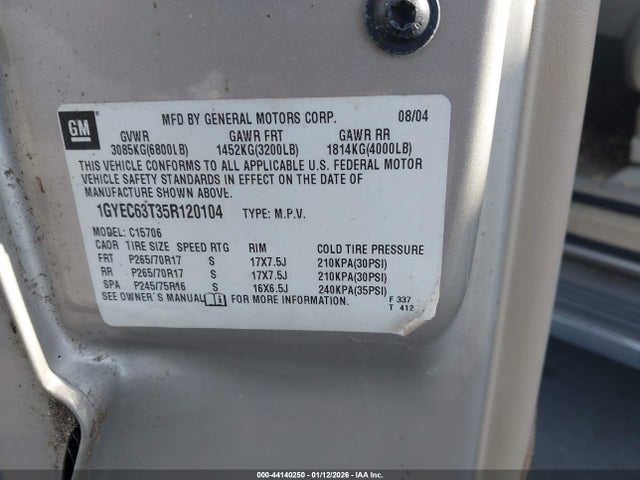 GM
MFD BY GENERAL MOTORS CORP. 08/04
GVWR GAWR FRT GAWR RR
3085KG(6800LB) 1452KG(3200LB) 1814KG(4000LB)
THIS VEHICLE CONFORMS TO ALL APPLICABLE U.S. FEDERAL MOTOR
VEHICLE SAFETY STANDARDS IN EFFECT ON THE DATE OF
MANUFACTURE SHOWN ABOVE.
1GYEC63T35R120104 TYPE: M.P.V.
MODEL: C15706
CAOR TIRE SIZE SPEED RTG RIM COLD TIRE PRESSURE
FRT P265/70R17 S 17X7.5J 210KPA(30PSI)
RR P265/70R17 S 17X7.5J 210KPA(30PSI)
SPA P245/75R16 S 16X6.5J 240KPA(35PSI)
SEE OWNER'S MANUAL FOR MORE INFORMATION. F 337
T 412
000-44140250 - 01/12/2026 - IAA Inc.